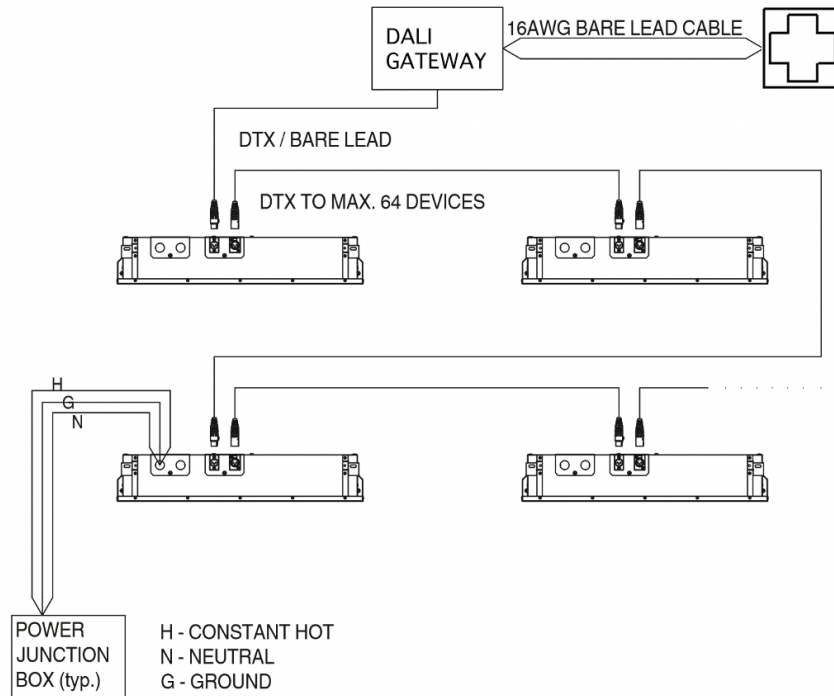 DALI
GATEWAY
16AWG BARE LEAD CABLE
DTX / BARE LEAD
DTX TO MAX. 64 DEVICES
H
G
N
POWER
JUNCTION
BOX (typ.)
H - CONSTANT HOT
N - NEUTRAL
G - GROUND